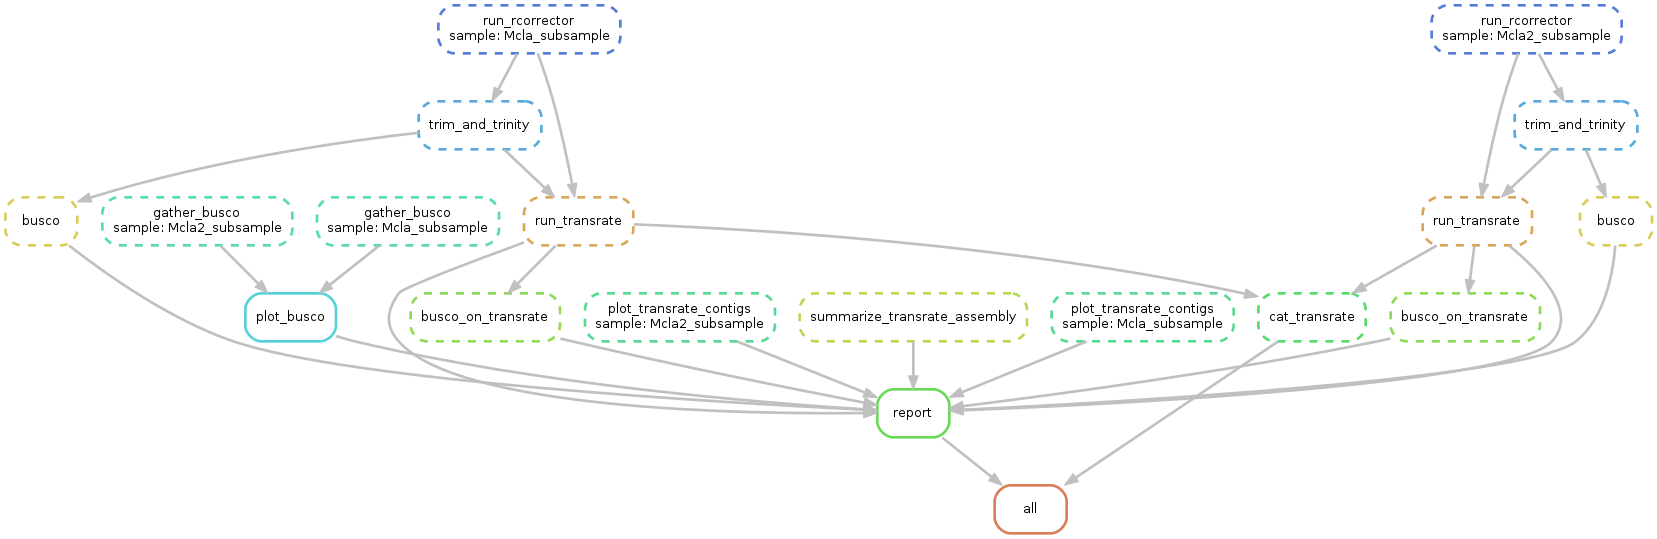 run_rcorrector
sample: Mcla_subsample
run_rcorrector
sample: Mcla2_subsample
trim_and_trinity
trim_and_trinity
busco
gather_busco
sample: Mcla2_subsample
gather_busco
sample: Mcla_subsample
run_transrate
run_transrate
busco
plot_busco
busco_on_transrate
plot_transrate_contigs
sample: Mcla2_subsample
summarize_transrate_assembly
plot_transrate_contigs
sample: Mcla_subsample
cat_transrate
busco_on_transrate
report
all